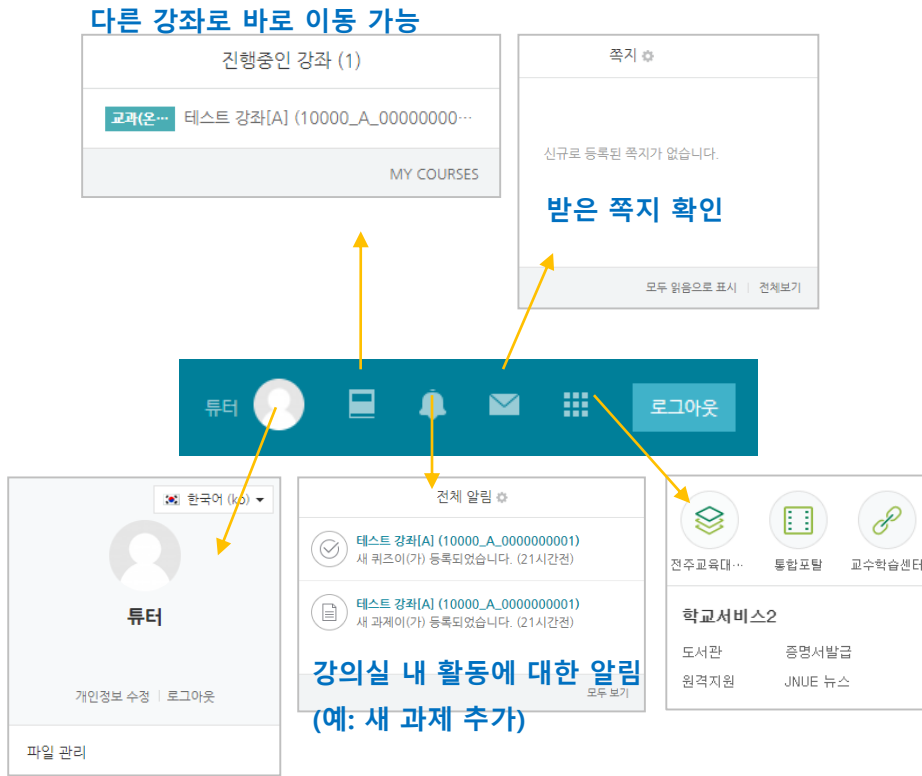 다른 강좌로 바로 이동 가능
진행중인 강좌 (1)
교과(온⋯ 테스트 강좌[A] (10000_A_00000000⋯
MY COURSES
쪽지
신규로 등록된 쪽지가 없습니다.
받은 쪽지 확인
모두 읽음으로 표시 | 전체보기
튜터
로그아웃
한국어 (ko)
튜터
개인정보 수정 | 로그아웃
파일 관리
전체 알림
테스트 강좌[A] (10000_A_0000000001)
새 퀴즈이(가) 등록되었습니다. (21시간전)
테스트 강좌[A] (10000_A_0000000001)
새 과제이(가) 등록되었습니다. (21시간전)
강의실 내 활동에 대한 알림
모두 보기
(예: 새 과제 추가)
전주교육대⋯ 통합포탈 교수학습센터
학교서비스2
도서관 증명서발급
원격지원 JNUE 뉴스